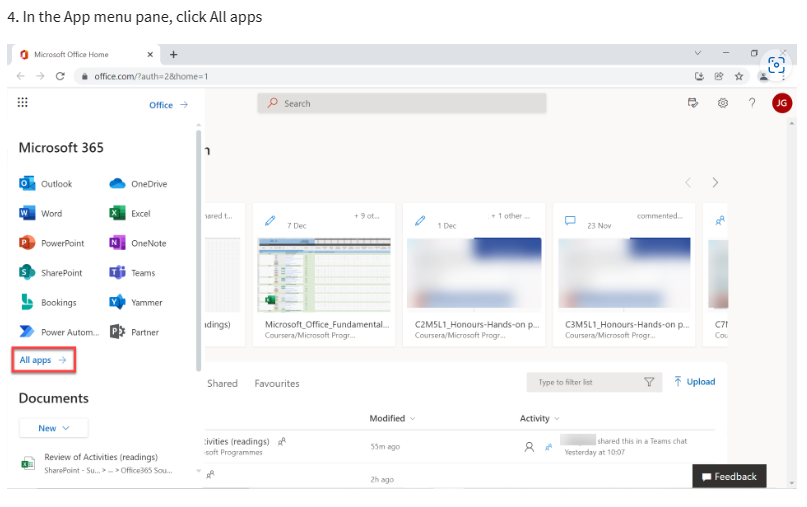 4. In the App menu pane, click All apps
Microsoft Office Home
office.com/?auth=2&home=1
Office
Search
JG
Microsoft 365
n
Outlook
OneDrive
Word
Excel
PowerPoint
OneNote
SharePoint
Teams
Bookings
Yammer
Power Autom...
Partner
All apps
ared t...
7 Dec
+ 9 ot...
1 Dec
+ 1 other ...
23 Nov
commented...
dings)
Microsoft_Office_Fundamental...
Coursera/Microsoft Progr...
C2M5L1_Honours-Hands-on p...
Coursera/Microsoft Progr...
C3M5L1_Honours-Hands-on p...
Coursera/Microsoft Progr...
C7
Cou
Shared
Favourites
Type to filter list
Upload
Documents
New
Modified
Activity
ivities (readings)
soft Programmes
55m ago
shared this in a Teams chat
Yesterday at 10:07
Review of Activities (readings)
SharePoint - Su... > ... > Office365 Sou...
2h ago
Feedback